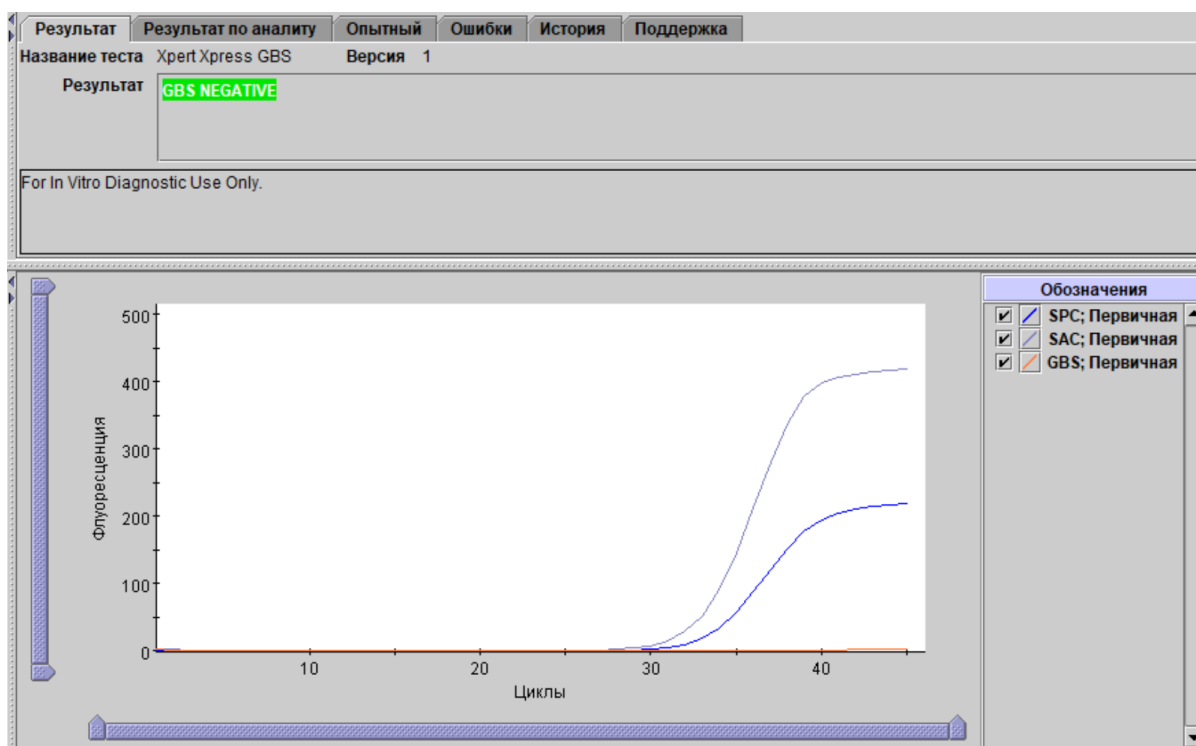 Результат Результат по аналиту Опытный Ошибки История Поддержка
Название теста Xpert Xpress GBS Версия 1
Результат GBS NEGATIVE
For In Vitro Diagnostic Use Only.
Обозначения
SPC; Первичная
SAC; Первичная
GBS; Первичная
Флуоресценция
500
400
300
200
100
0
10 20 30 40
Циклы